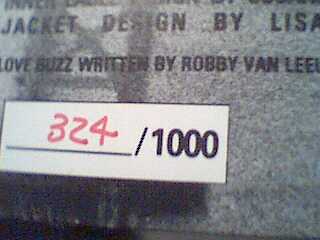 JACKET DESIGN BY LISA
LOVE BUZZ WRITTEN BY ROBBY VAN LEEU
324/1000